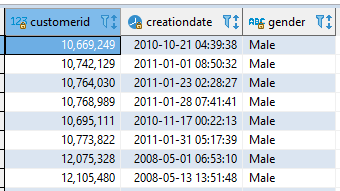 123 customerid creationdate ABC gender
10,669,249 2010-10-21 04:39:38 Male
10,742,129 2011-01-01 08:50:32 Male
10,764,030 2011-01-23 02:28:27 Male
10,768,989 2011-01-28 07:41:41 Male
10,695,111 2010-11-17 00:22:13 Male
10,773,822 2011-01-31 05:17:39 Male
12,075,328 2008-05-01 06:53:10 Male
12,105,480 2008-05-13 13:51:48 Male